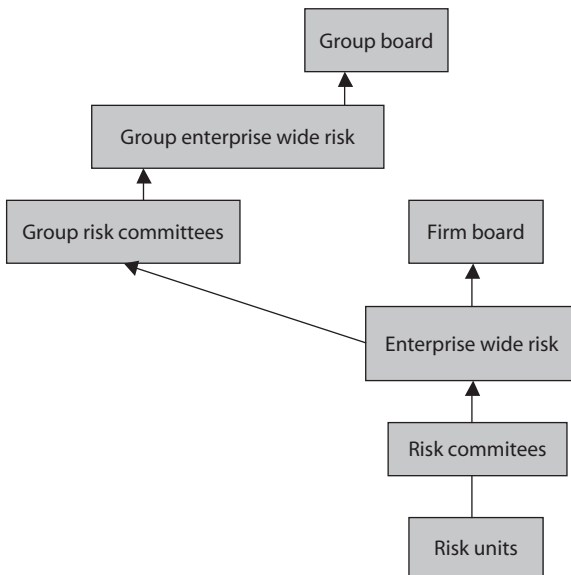 Group board
Group enterprise wide risk
Group risk committees
Firm board
Enterprise wide risk
Risk commitees
Risk units